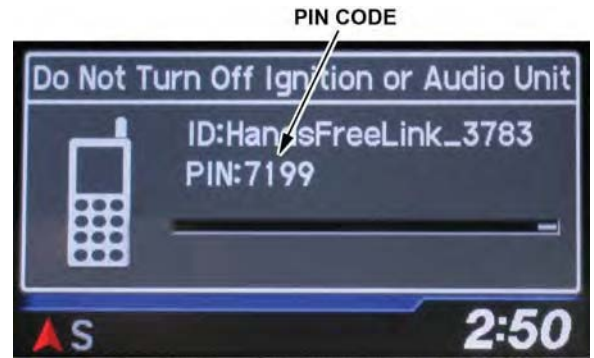 PIN CODE
Do Not Turn Off Ignition or Audio Unit
ID:HandsFreeLink_3783
PIN:7199
S
2:50